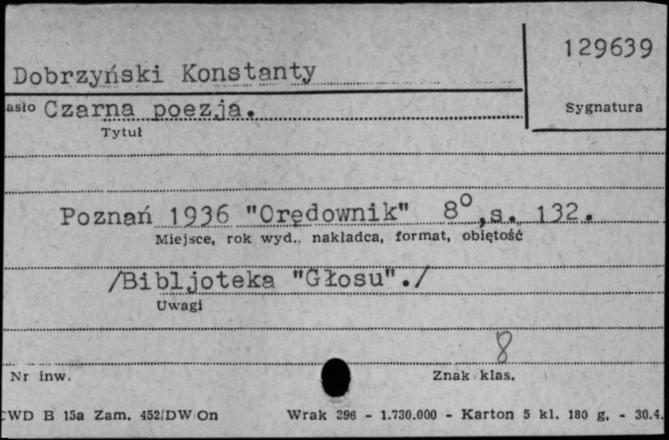 129639
Dobrzyński Konstanty
asło Czarna poezja.
Sygnatura
Tytuł
Poznań 1936 "Orędownik" 8°,s. 132.
Miejsce, rok wyd., nakładca, format, objętość
/Bibljoteka "Głosu"./
Uwagi
8
Nr inw.
Znak klas.
CWD B 15a Zam. 452/DW On Wrak 296 - 1.730.000 - Karton 5 kl. 180 g. - 30.4.